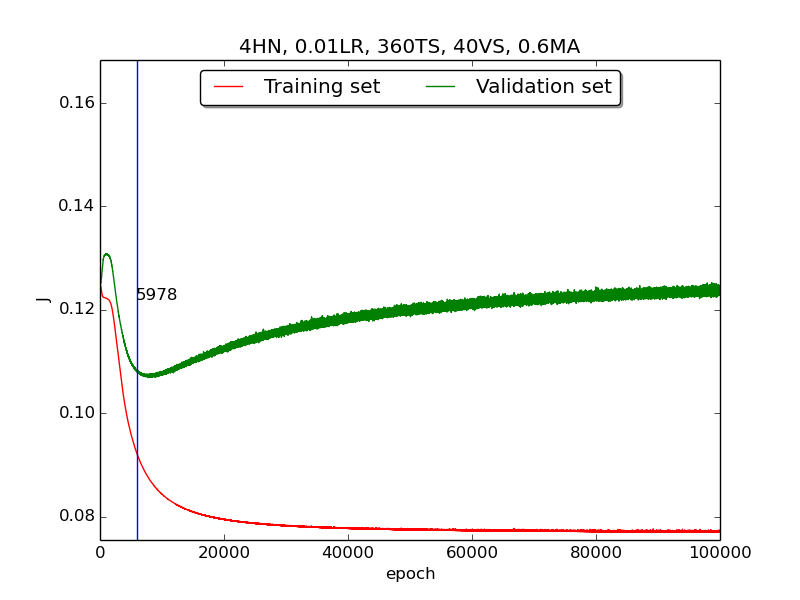 4HN, 0.01LR, 360TS, 40VS, 0.6MA
Training set
Validation set
0.16
0.14
0.12
0.10
0.08
J
5978
0
20000
40000
60000
80000
100000
epoch